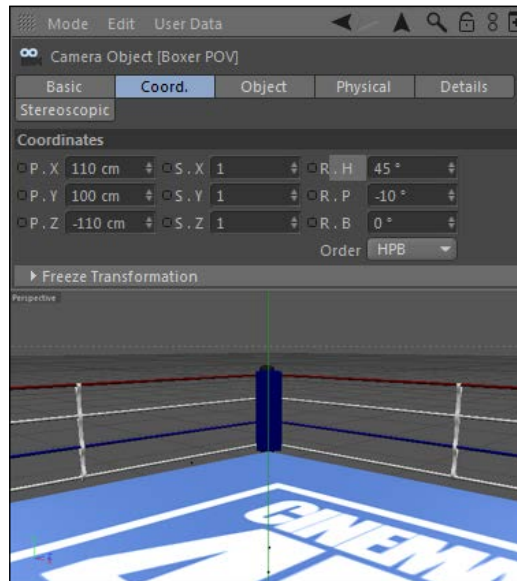 Mode Edit User Data
Camera Object [Boxer POV]
Basic Coord. Object Physical Details
Stereoscopic
Coordinates
P . X 110 cm S . X 1 R . H 45 °
P . Y 100 cm S . Y 1 R . P -10 °
P . Z -110 cm S . Z 1 R . B 0 °
Order HPB
Freeze Transformation
Perspective
CINEMA
4